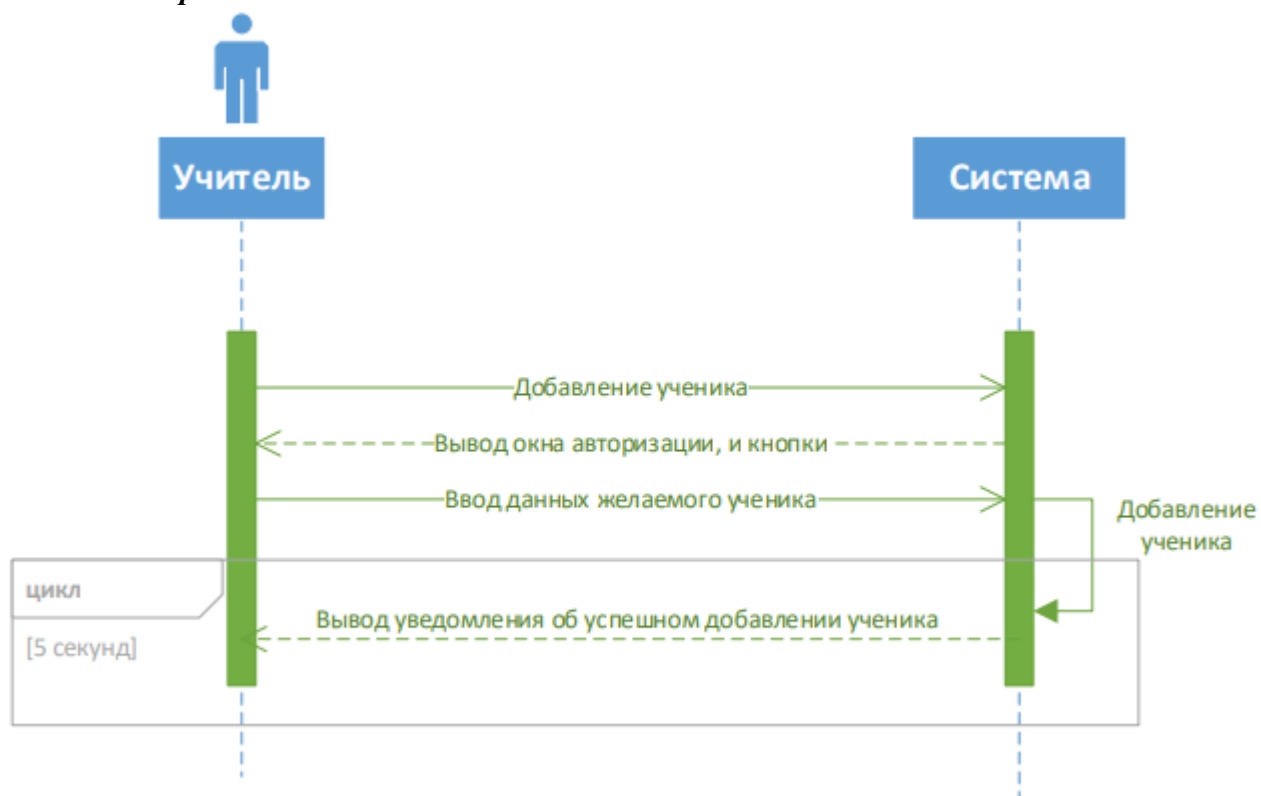 Учитель
Система
Добавление ученика
Вывод окна авторизации, и кнопки
Ввод данных желаемого ученика
Добавление
ученика
цикл
[5 секунд]
Вывод уведомления об успешном добавлении ученика